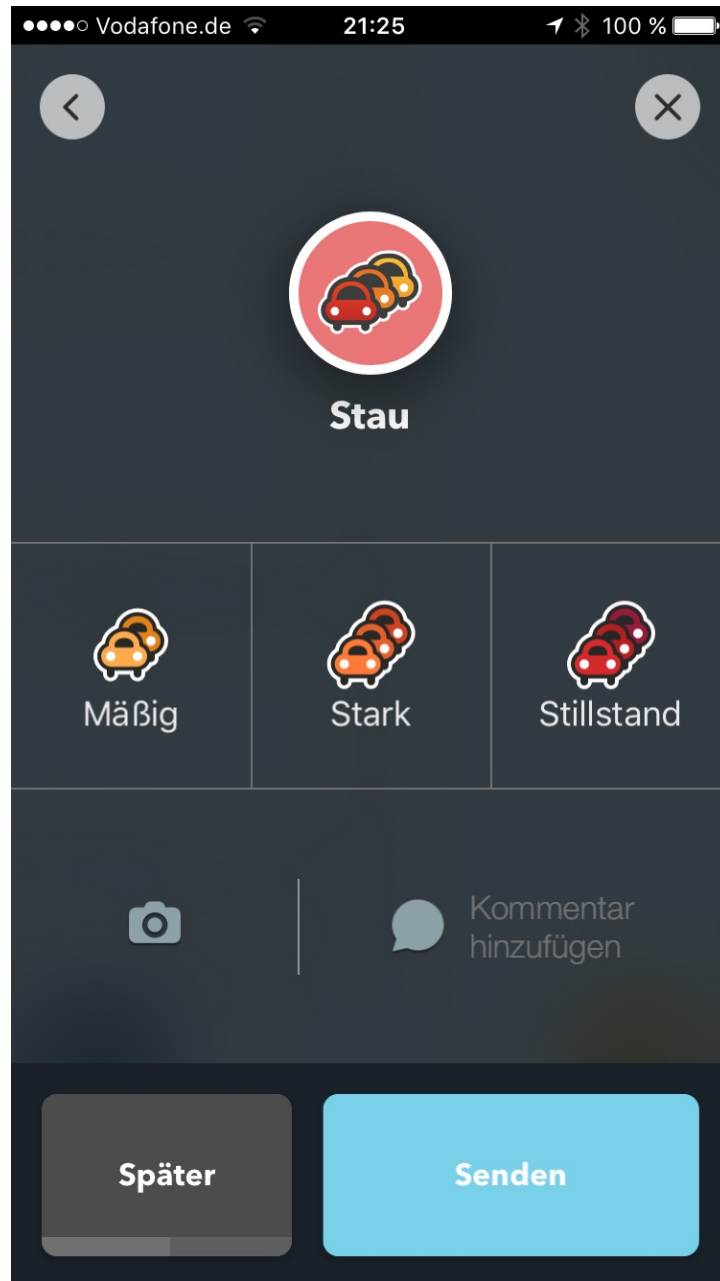 Vodafone.de 21:25 100 %
Stau
Mäßig Stark Stillstand
Kommentar
hinzufügen
Später Senden